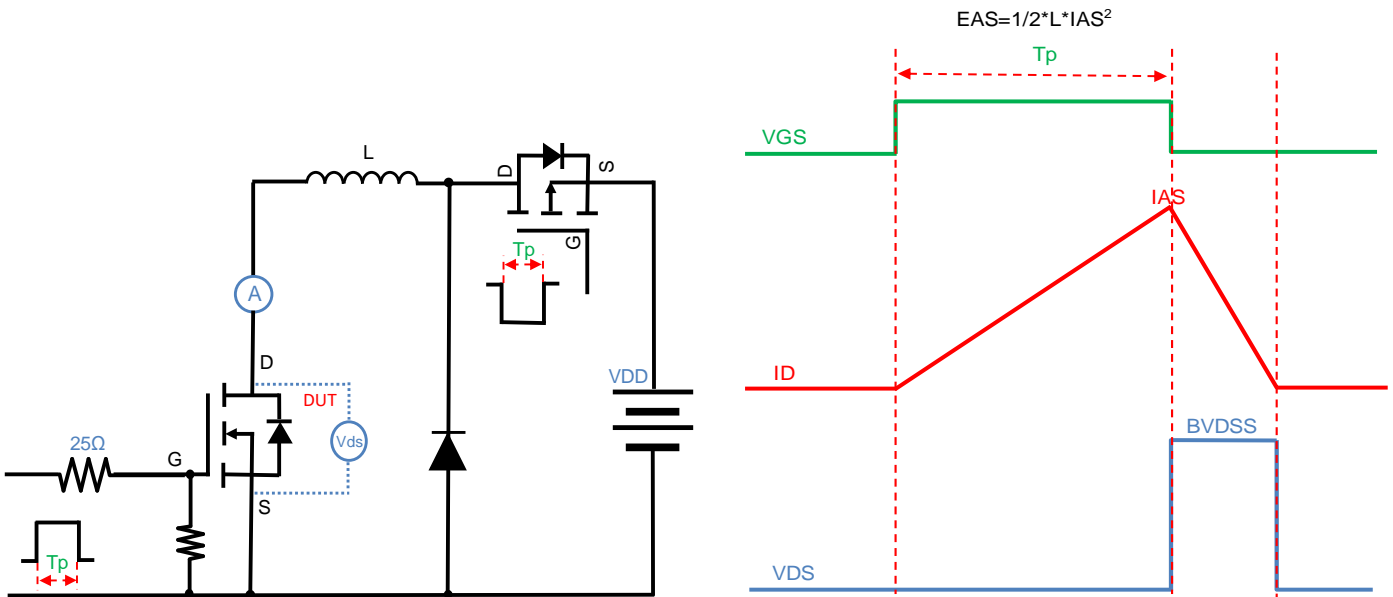 EAS=1/2*L*IAS²
Tp
VGS
L
D
S
G
Tp
IAS
A
D
VDD
ID
DUT
Vds
25Ω
G
S
BVDSS
Tp
VDS